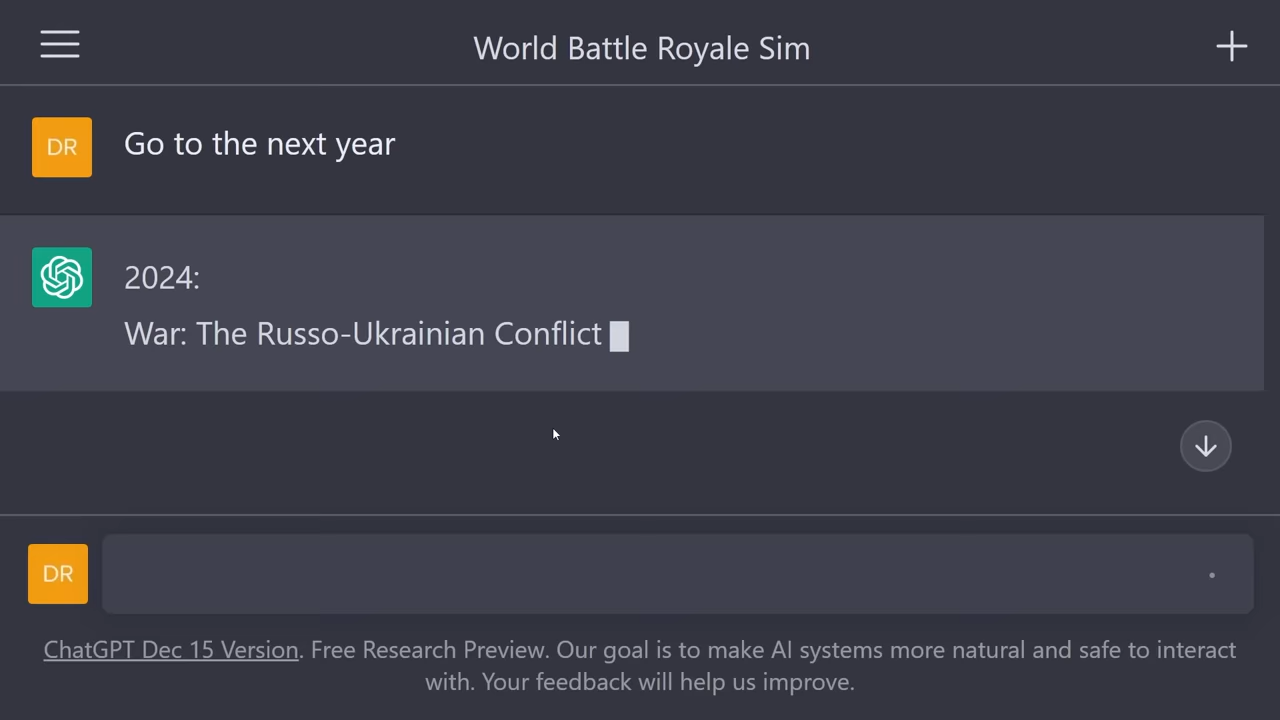 World Battle Royale Sim
DR
Go to the next year
2024:
War: The Russo-Ukrainian Conflict
DR
ChatGPT Dec 15 Version. Free Research Preview. Our goal is to make AI systems more natural and safe to interact
with. Your feedback will help us improve.